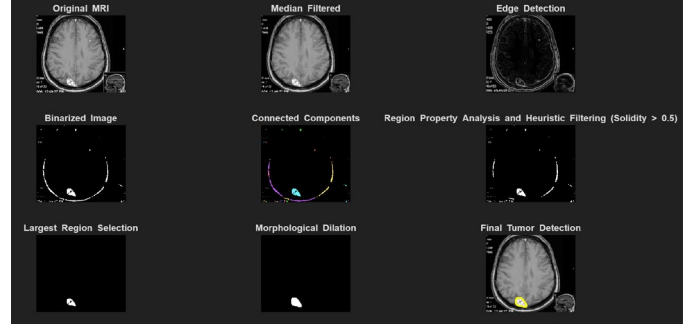 Original MRI
Median Filtered
Edge Detection
Binarized Image
Connected Components
Region Property Analysis and Heuristic Filtering (Solidity > 0.5)
Largest Region Selection
Morphological Dilation
Final Tumor Detection